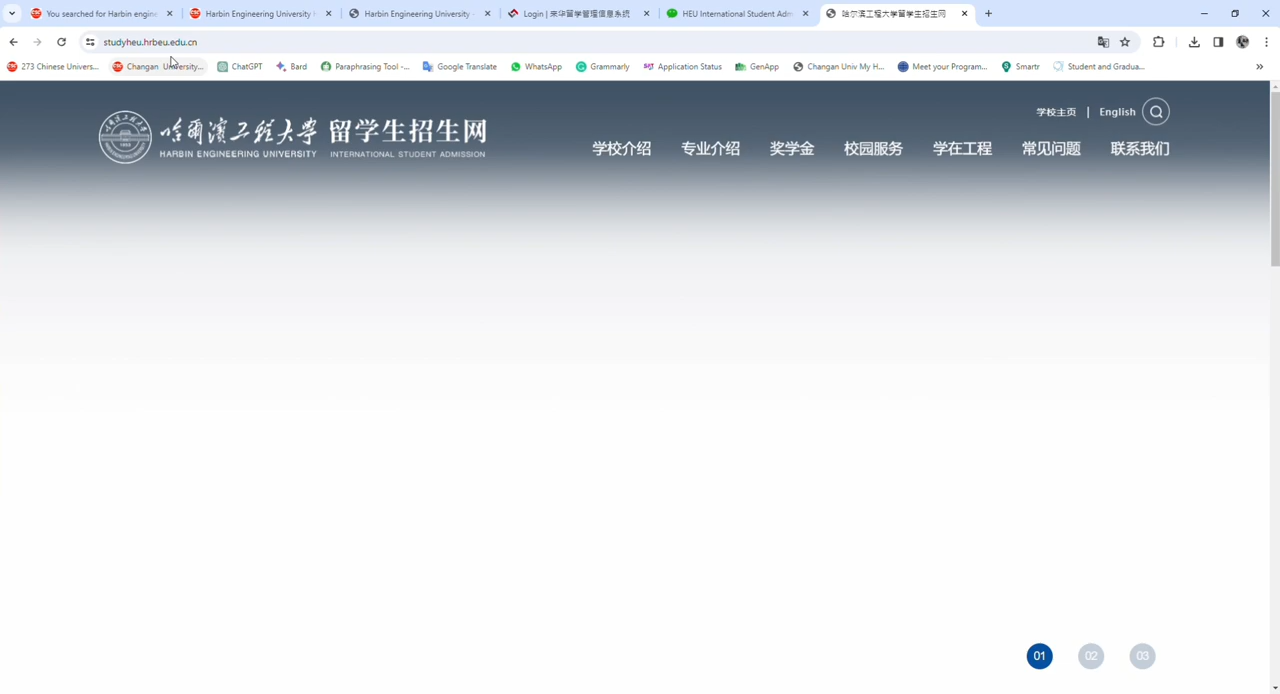 You searched for Harbin engine
Harbin Engineering University H
Harbin Engineering University -
Login | 来华留学管理信息系统
HEU International Student Adm
哈尔滨工程大学留学生招生网
studyheu.hrbeu.edu.cn
273 Chinese Univers...
Changan University...
ChatGPT
Bard
Paraphrasing Tool -...
Google Translate
WhatsApp
Grammarly
Application Status
GenApp
Changan Univ My H...
Meet your Program...
Smartr
Student and Gradua...
学校主页 | English
哈尔滨工程大学 留学生招生网
HARBIN ENGINEERING UNIVERSITY INTERNATIONAL STUDENT ADMISSION
学校介绍 专业介绍 奖学金 校园服务 学在工程 常见问题 联系我们
01 02 03